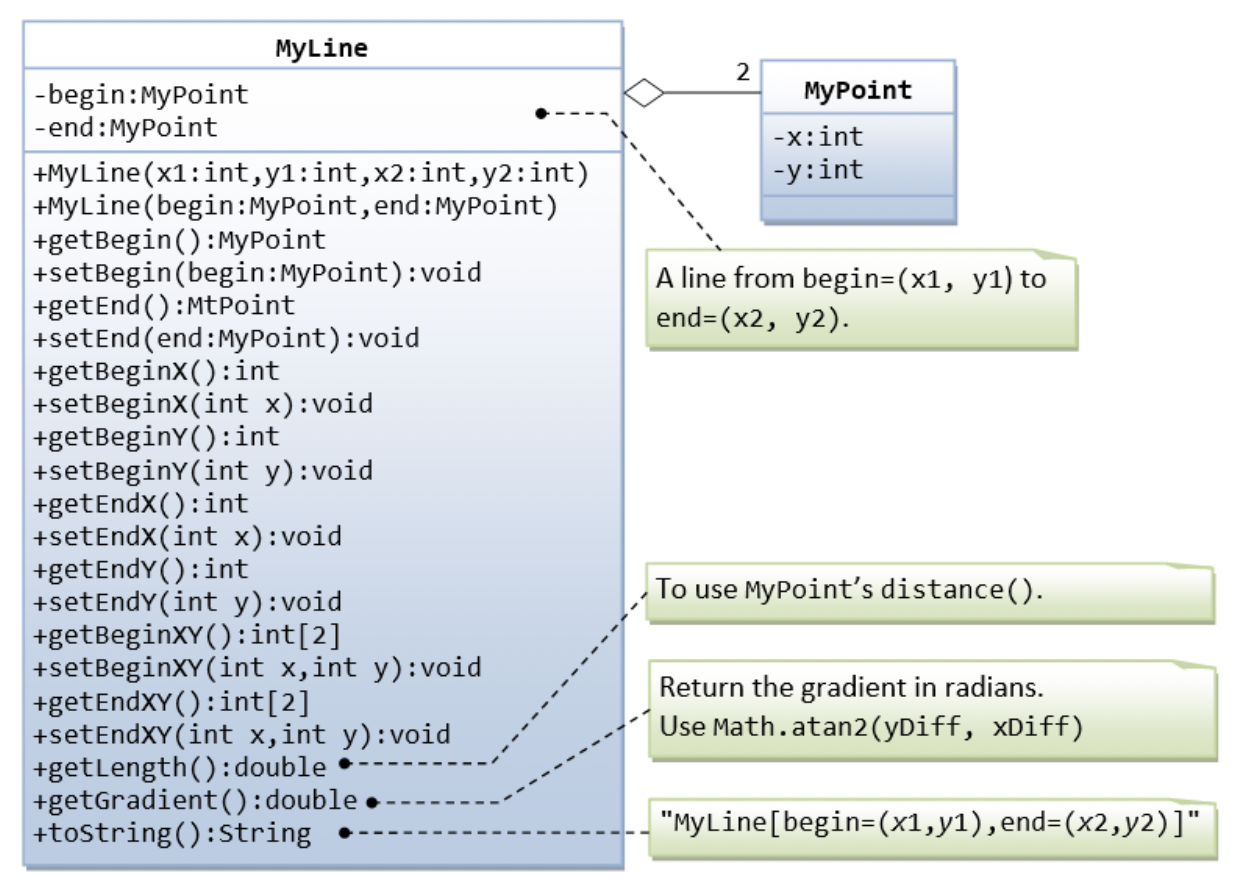 MyLine
-begin:MyPoint
-end:MyPoint
+MyLine(x1:int,y1:int,x2:int,y2:int)
+MyLine(begin:MyPoint,end:MyPoint)
+getBegin():MyPoint
+setBegin(begin:MyPoint):void
+getEnd():MtPoint
+setEnd(end:MyPoint):void
+getBeginX():int
+setBeginX(int x):void
+getBeginY():int
+setBeginY(int y):void
+getEndX():int
+setEndX(int x):void
+getEndY():int
+setEndY(int y):void
+getBeginXY():int[2]
+setBeginXY(int x,int y):void
+getEndXY():int[2]
+setEndXY(int x,int y):void
+getLength():double
+getGradient():double
+toString():String
2
MyPoint
-x:int
-y:int
A line from begin=(x1, y1) to
end=(x2, y2).
To use MyPoint’s distance().
Return the gradient in radians.
Use Math.atan2(yDiff, xDiff)
"MyLine[begin=(x1,y1),end=(x2,y2)]"